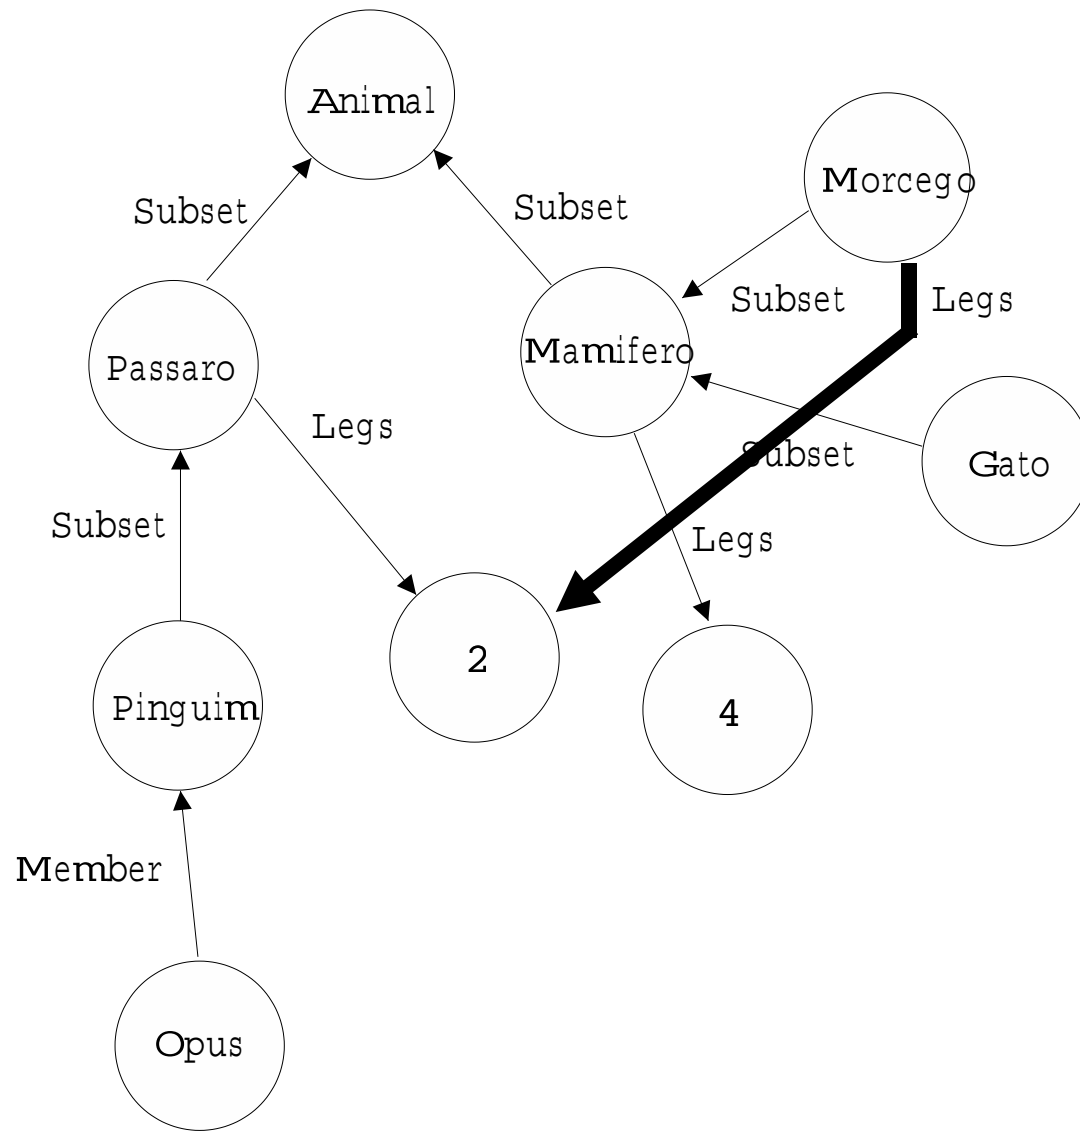 Animal
Morcego
Subset
Subset
Subset
Legs
Mamifero
Passaro
Legs
Subset
Gato
Subset
Legs
2
4
Pinguim
Member
Opus